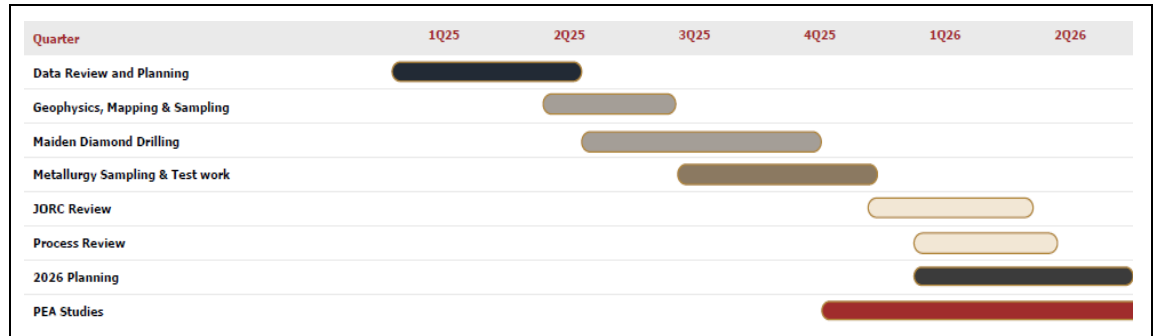 Quarter 1Q25 2Q25 3Q25 4Q25 1Q26 2Q26
Data Review and Planning
Geophysics, Mapping & Sampling
Maiden Diamond Drilling
Metallurgy Sampling & Test work
JORC Review
Process Review
2026 Planning
PEA Studies